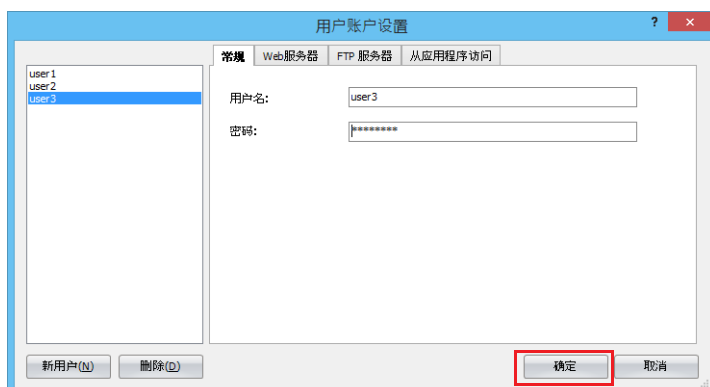 用户账户设置
? ×
常规 Web服务器 FTP 服务器 从应用程序访问
user1
user2
user3
用户名: user3
密码: ********
新用户(N) 删除(D) 确定 取消